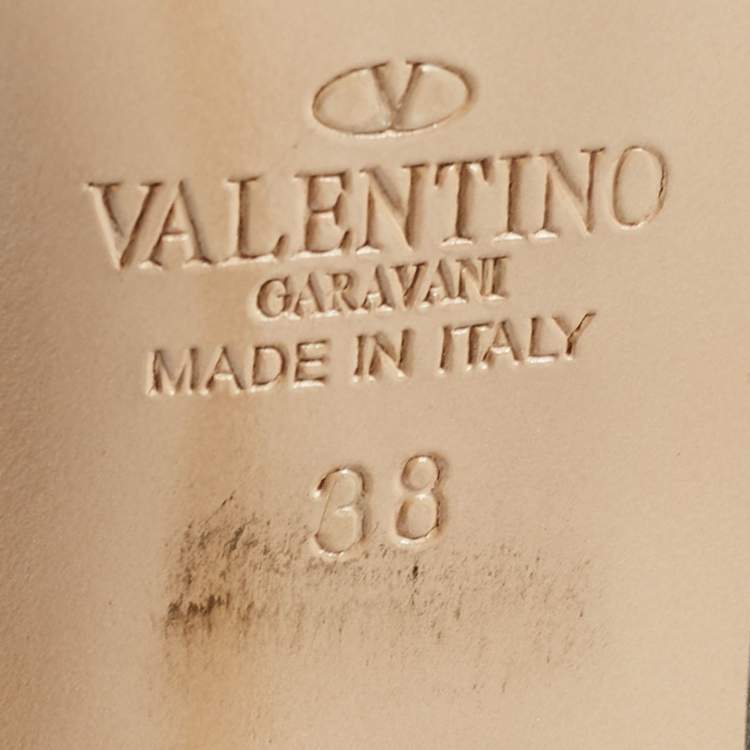 V
VALENTINO
GARAVANI
MADE IN ITALY
38